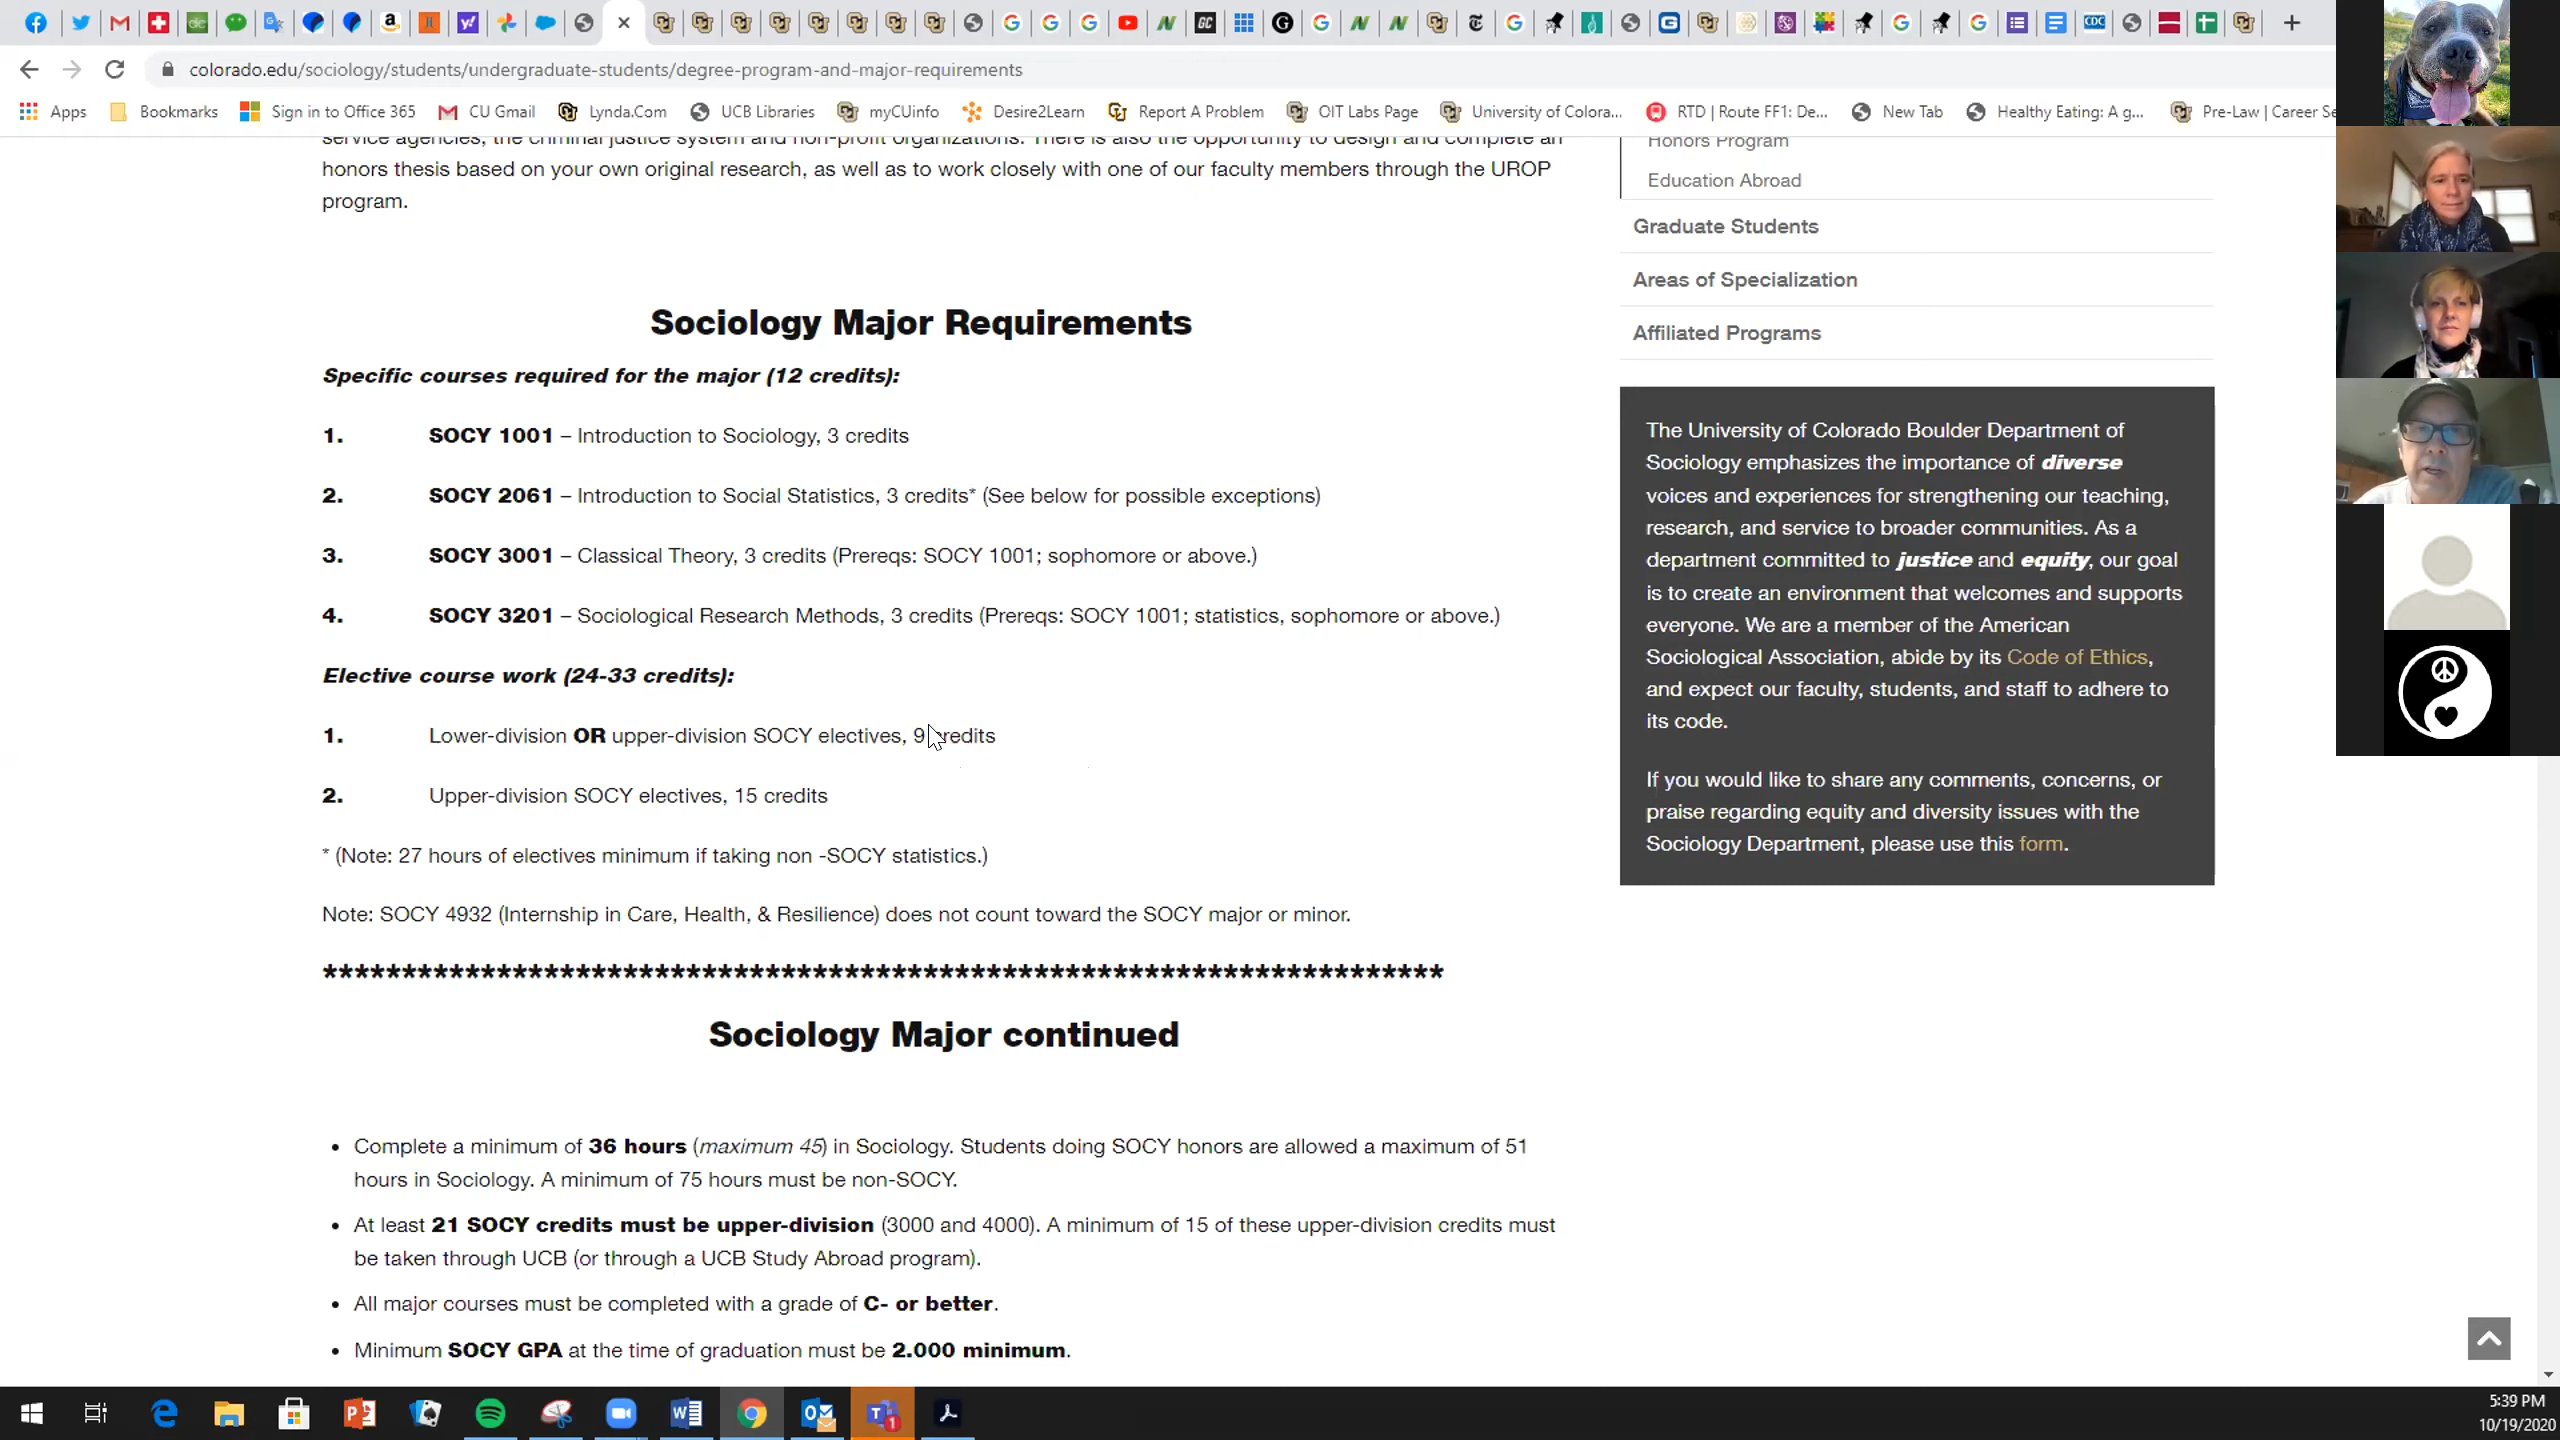 colorado.edu/sociology/students/undergraduate-students/degree-program-and-major-requirements
Apps Bookmarks Sign in to Office 365 CU Gmail Lynda.Com UCB Libraries myCUinfo Desire2Learn Report A Problem OIT Labs Page University of Colora... RTD | Route FF1: De... New Tab Healthy Eating: A g... Pre-Law | Career Se
service agencies, the criminal justice system and non-profit organizations. There is also the opportunity to design and complete an
honors thesis based on your own original research, as well as to work closely with one of our faculty members through the UROP
program.
Sociology Major Requirements
Specific courses required for the major (12 credits):
1. SOCY 1001 – Introduction to Sociology, 3 credits
2. SOCY 2061 – Introduction to Social Statistics, 3 credits* (See below for possible exceptions)
3. SOCY 3001 – Classical Theory, 3 credits (Prereqs: SOCY 1001; sophomore or above.)
4. SOCY 3201 – Sociological Research Methods, 3 credits (Prereqs: SOCY 1001; statistics, sophomore or above.)
Elective course work (24-33 credits):
1. Lower-division OR upper-division SOCY electives, 9 credits
2. Upper-division SOCY electives, 15 credits
* (Note: 27 hours of electives minimum if taking non -SOCY statistics.)
Note: SOCY 4932 (Internship in Care, Health, & Resilience) does not count toward the SOCY major or minor.
************************************************************************
Sociology Major continued
• Complete a minimum of 36 hours (maximum 45) in Sociology. Students doing SOCY honors are allowed a maximum of 51
hours in Sociology. A minimum of 75 hours must be non-SOCY.
• At least 21 SOCY credits must be upper-division (3000 and 4000). A minimum of 15 of these upper-division credits must
be taken through UCB (or through a UCB Study Abroad program).
• All major courses must be completed with a grade of C- or better.
• Minimum SOCY GPA at the time of graduation must be 2.000 minimum.
Honors Program
Education Abroad
Graduate Students
Areas of Specialization
Affiliated Programs
The University of Colorado Boulder Department of
Sociology emphasizes the importance of diverse
voices and experiences for strengthening our teaching,
research, and service to broader communities. As a
department committed to justice and equity, our goal
is to create an environment that welcomes and supports
everyone. We are a member of the American
Sociological Association, abide by its Code of Ethics,
and expect our faculty, students, and staff to adhere to
its code.
If you would like to share any comments, concerns, or
praise regarding equity and diversity issues with the
Sociology Department, please use this form.
5:39 PM
10/19/2020